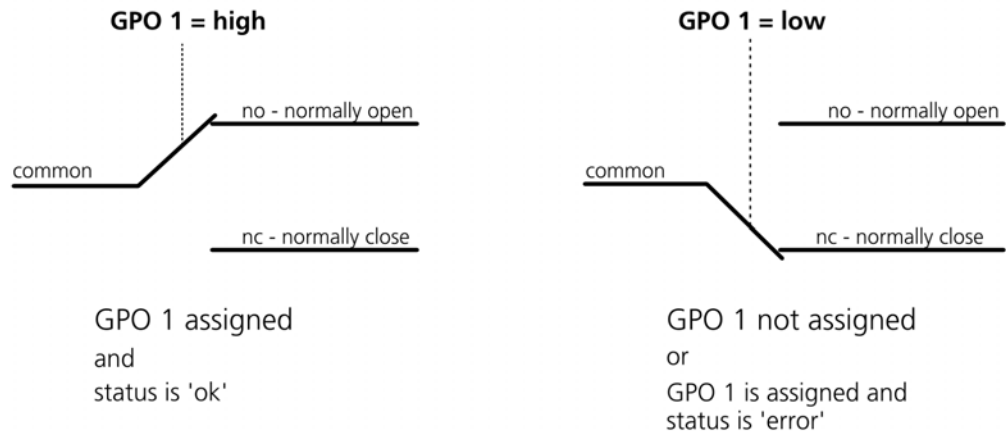 GPO 1 = high
no - normally open
common
nc - normally close
GPO 1 assigned
and
status is 'ok'
GPO 1 = low
no - normally open
common
nc - normally close
GPO 1 not assigned
or
GPO 1 is assigned and
status is 'error'